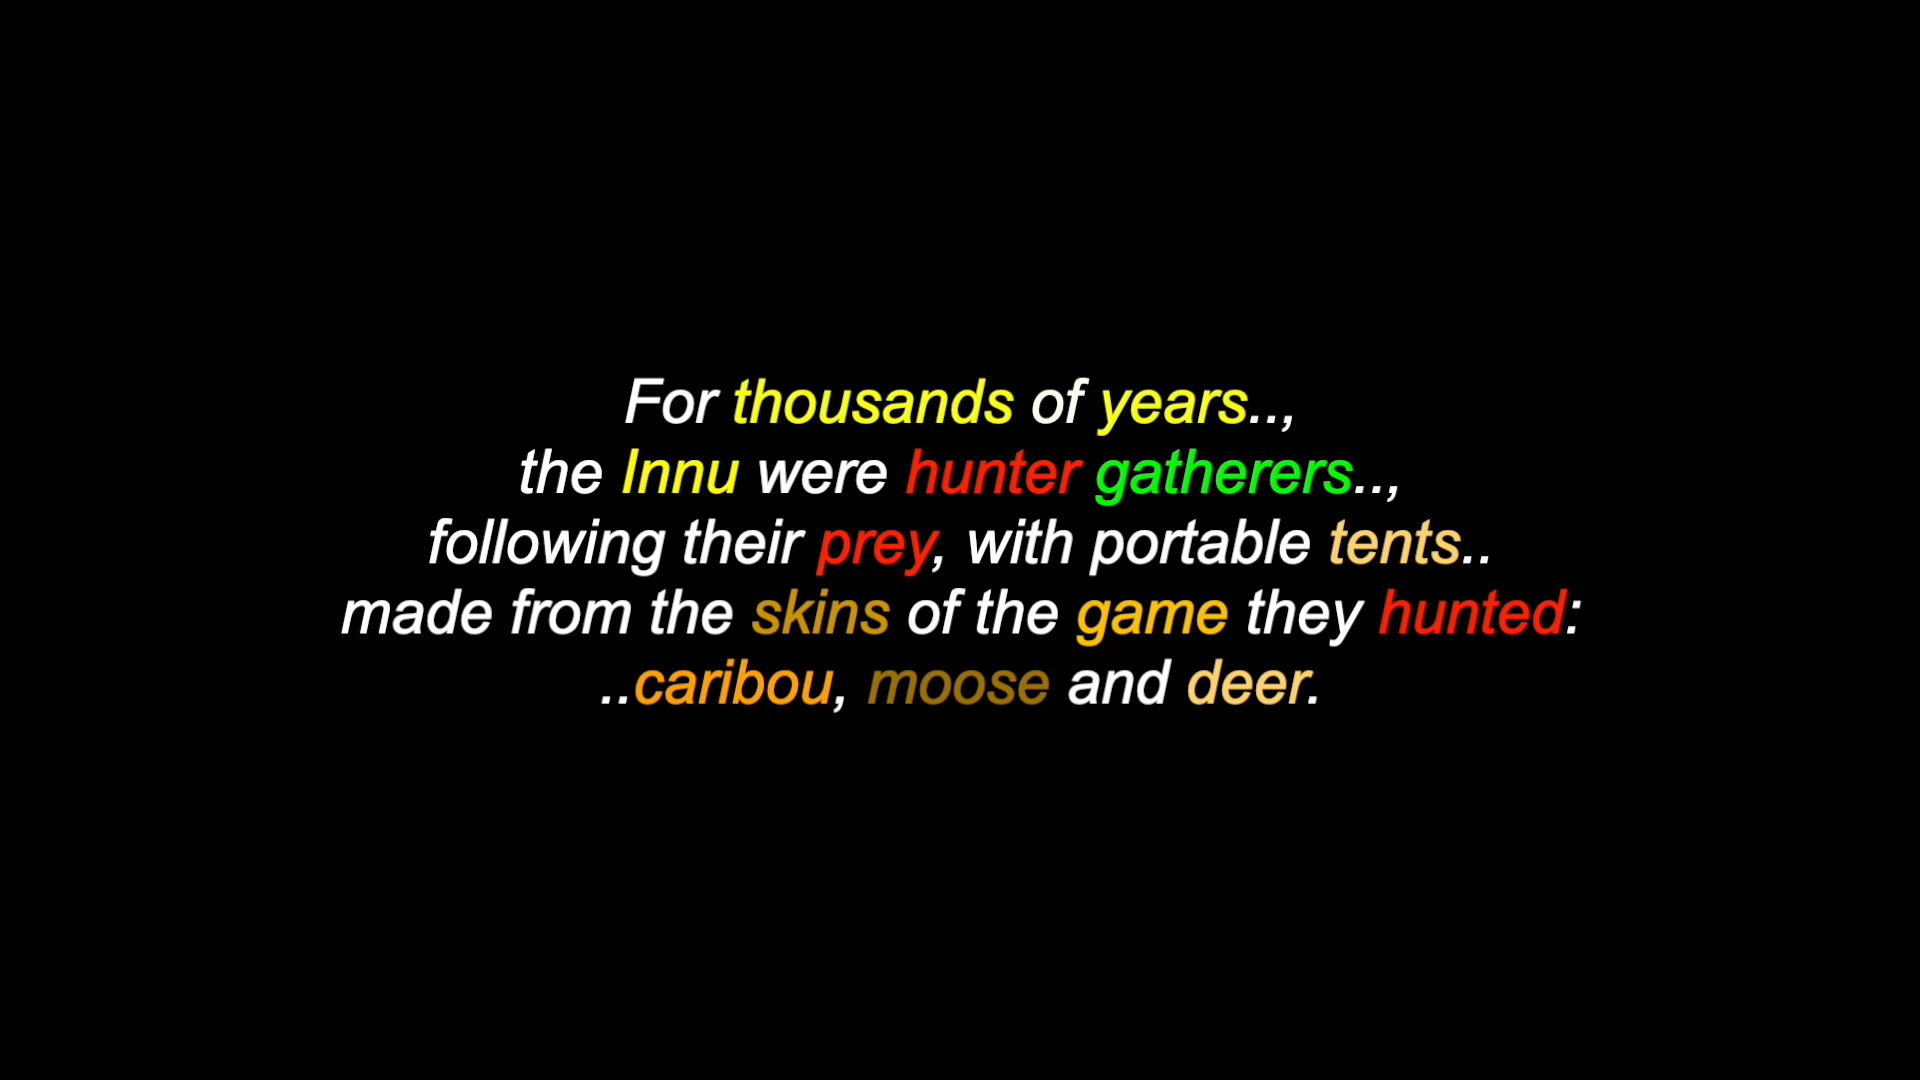 For thousands of years..,
the Innu were hunter gatherers..,
following their prey, with portable tents..
made from the skins of the game they hunted:
..caribou, moose and deer.